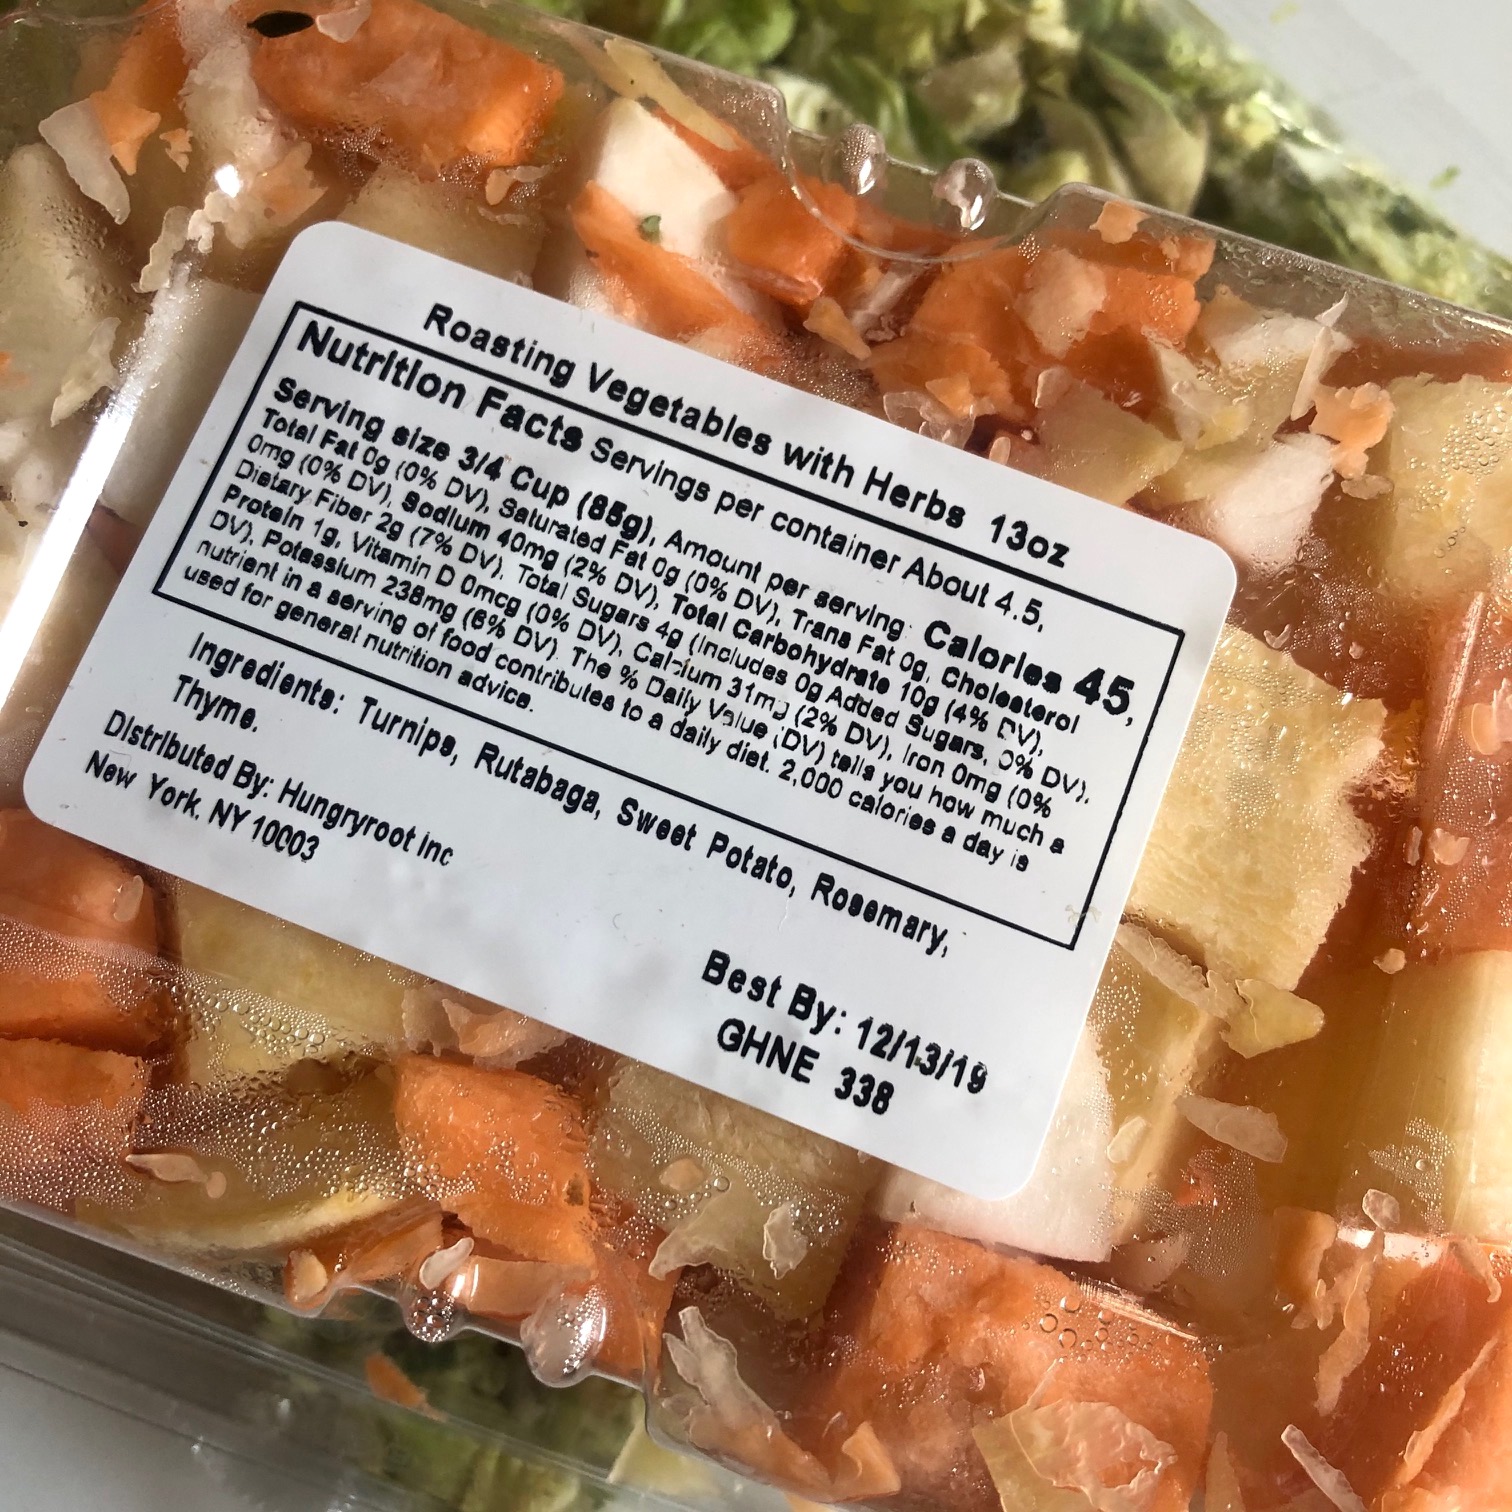 Roasting Vegetables with Herbs 13oz
Nutrition Facts Servings per container About 4.5,
Serving size 3/4 Cup (85g), Amount per serving: Calories 45,
Total Fat 0g (0% DV), Saturated Fat 0g (0% DV), Trans Fat 0g, Cholesterol
0mg (0% DV), Sodium 40mg (2% DV), Total Carbohydrate 10g (4% DV),
Dietary Fiber 2g (7% DV), Total Sugars 4g (Includes 0g Added Sugars, 0% DV),
Protein 1g, Vitamin D 0mcg (0% DV), Calcium 31mg (2% DV), Iron 0mg (0%
DV), Potassium 238mg (6% DV). The % Daily Value (DV) tells you how much a
nutrient in a serving of food contributes to a daily diet. 2,000 calories a day is
used for general nutrition advice.
Ingredients: Turnips, Rutabaga, Sweet Potato, Rosemary,
Thyme.
Distributed By: Hungryroot Inc
New York, NY 10003
Best By: 12/13/19
GHNE 338